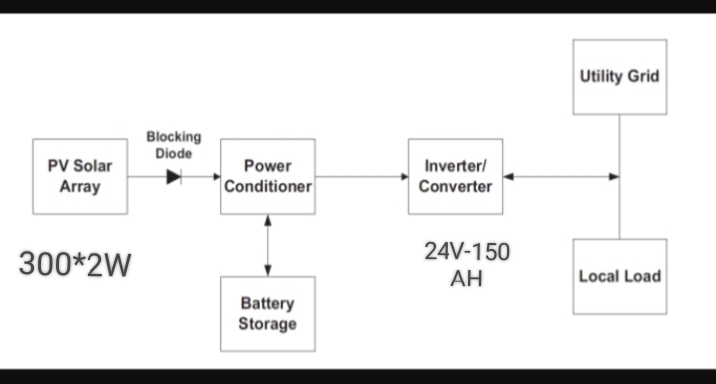 Utility Grid
Blocking
Diode
PV Solar
Array
Power
Conditioner
Inverter/
Converter
300*2W
24V-150
AH
Battery
Storage
Local Load